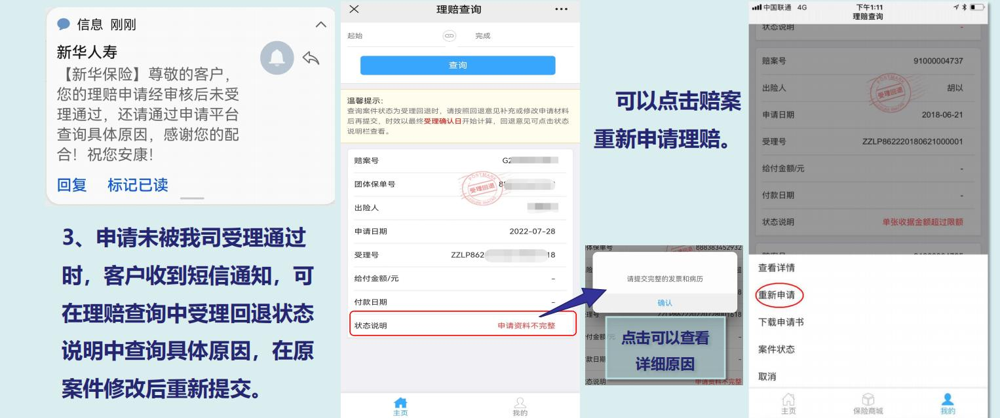 信息 刚刚
新华人寿
【新华保险】尊敬的客户，
您的理赔申请经审核后未受
理通过，还请通过申请平台
查询具体原因，感谢您的配
合！祝您安康！
回复 标记已读
3、申请未被我司受理通过
时，客户收到短信通知，可
在理赔查询中受理回退状态
说明中查询具体原因，在原
案件修改后重新提交。
理赔查询
起始 完成
查询
温馨提示：
查询案件状态为受理回退时，请按照回退意见补充或修改申请材料
后再提交，时效以最终受理确认日开始计算，回退意见可点击状态
说明栏查看。
赔案号 G2
团体保单号 88
POSTMARK
受理回退
出险人
申请日期 2022-07-28
受理号 ZZLP862 18
给付金额/元 -
付款日期 -
状态说明 申请资料不完整
主页 我的
可以点击赔案
重新申请理赔。
体保单号 888383452932
请提交完整的发票和病历
确认
理号 ZZLP862220220728001618
付金额/元 -
款日期 -
态说明 申请资料不完整
点击可以查看
详细原因
中国联通 4G 下午1:11
理赔查询
状态说明 -
赔案号 91000004737
出险人 胡以
POSTMARK
受理回退
申请日期 2018-06-21
受理号 ZZLP862220180621000001
给付金额/元 -
付款日期 -
状态说明 单张收据金额超过限额
赔案号
查看详情
重新申请
下载申请书
案件状态
取消
主页 保险商城 我的